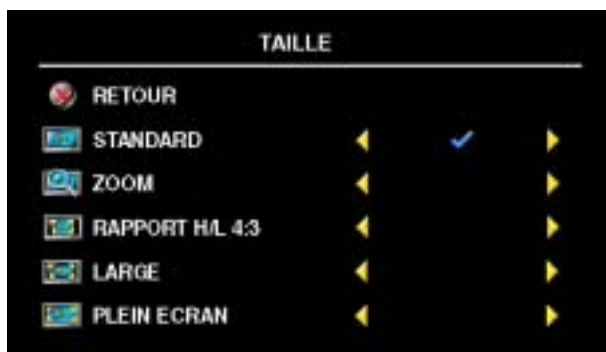 TAILLE
RETOUR
STANDARD
ZOOM
RAPPORT H/L 4:3
LARGE
PLEIN ECRAN